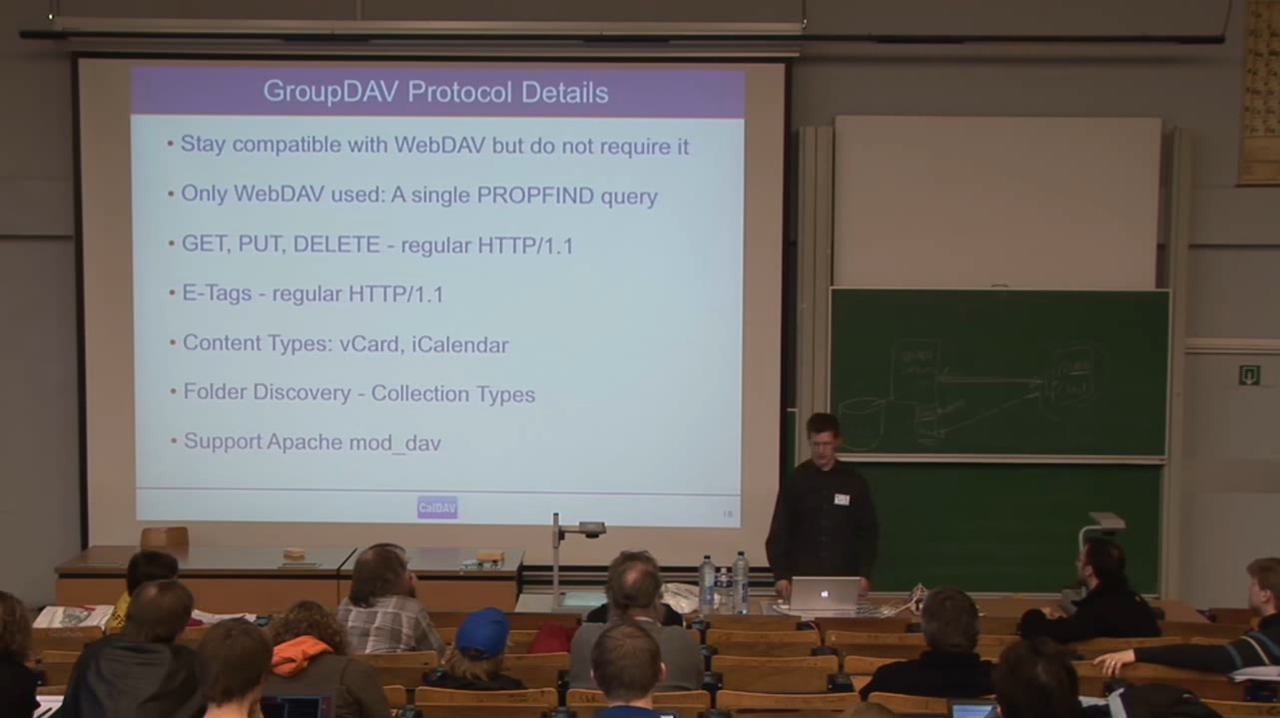 GroupDAV Protocol Details
• Stay compatible with WebDAV but do not require it
• Only WebDAV used: A single PROPFIND query
• GET, PUT, DELETE - regular HTTP/1.1
• E-Tags - regular HTTP/1.1
• Content Types: vCard, iCalendar
• Folder Discovery - Collection Types
• Support Apache mod_dav
CalDAV